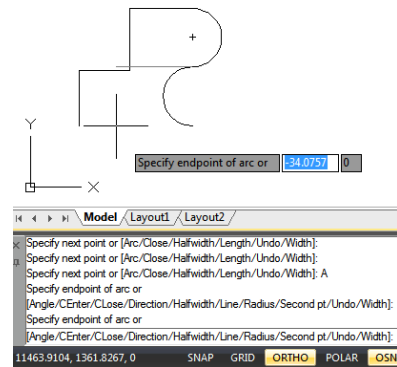 Specify endpoint of arc or -34.0757 0
Y
X
Model Layout1 Layout2
Specify next point or [Arc/Close/Halfwidth/Length/Undo/Width]:
Specify next point or [Arc/Close/Halfwidth/Length/Undo/Width]:
Specify next point or [Arc/Close/Halfwidth/Length/Undo/Width]: A
Specify endpoint of arc or
[Angle/CEnter/CLose/Direction/Halfwidth/Line/Radius/Second pt/Undo/Width]:
Specify endpoint of arc or
[Angle/CEnter/CLose/Direction/Halfwidth/Line/Radius/Second pt/Undo/Width]:
11463.9104, 1361.8267, 0 SNAP GRID ORTHO POLAR OSN